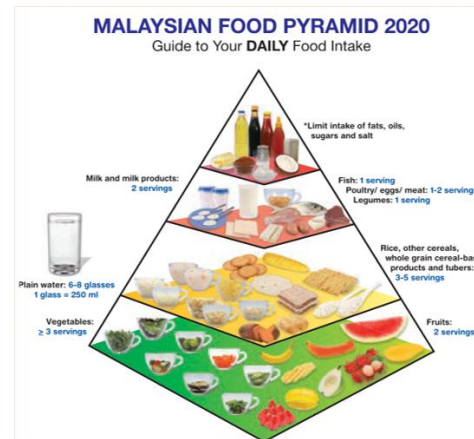 MALAYSIAN FOOD PYRAMID 2020
Guide to Your DAILY Food Intake
*Limit intake of fats, oils,
sugars and salt
Milk and milk products:
2 servings
Fish: 1 serving
Poultry/ eggs/ meat: 1-2 servings
Legumes: 1 serving
Rice, other cereals,
whole grain cereal-bas
products and tubers:
3-5 servings
Plain water: 6-8 glasses
1 glass = 250 ml
Vegetables:
≥ 3 servings
Fruits:
2 servings